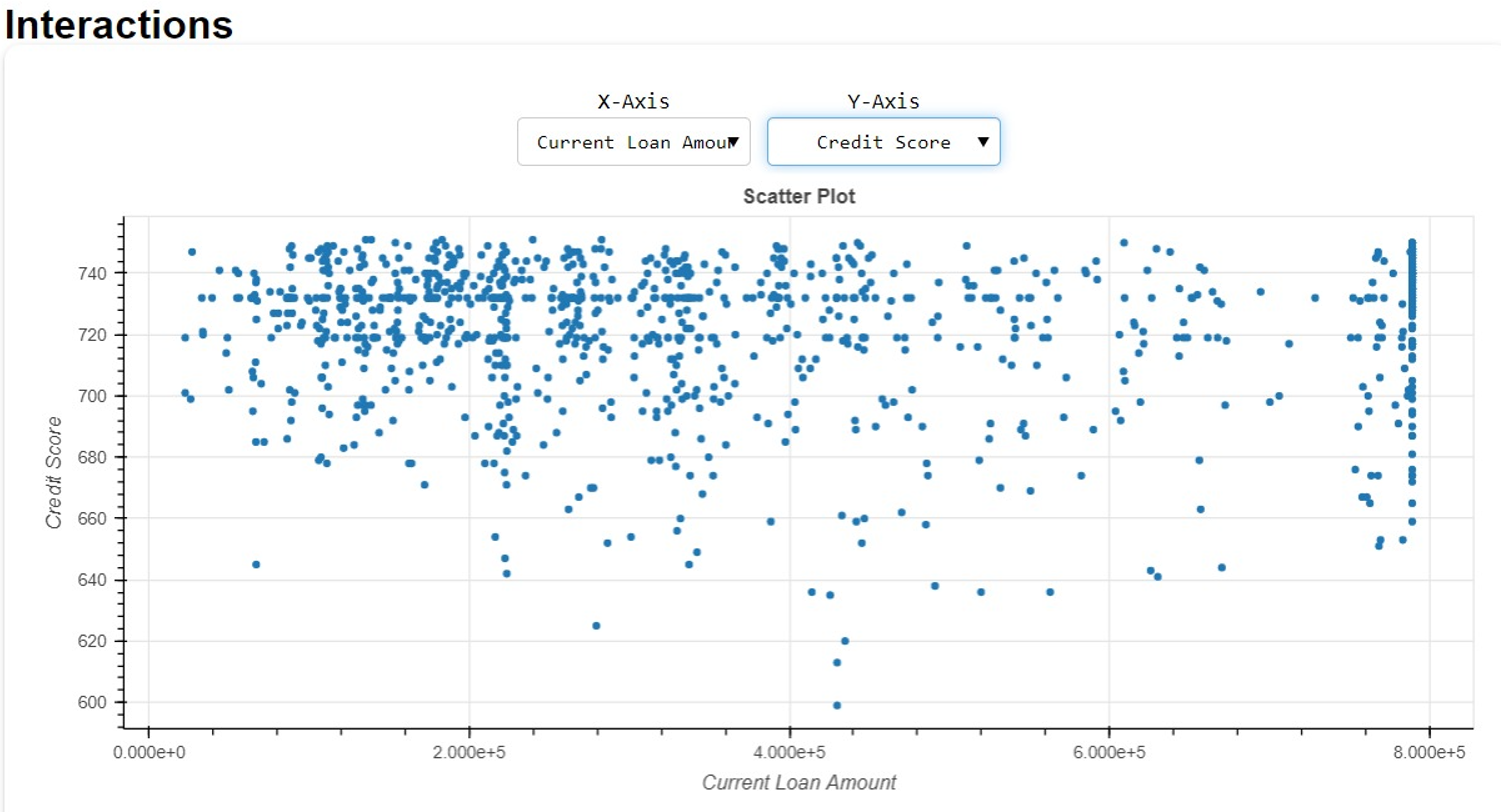 Interactions
X-Axis Y-Axis
Current Loan Amour Credit Score
Scatter Plot
740
720
700
680
660
640
620
600
Credit Score
0.000e+0 2.000e+5 4.000e+5 6.000e+5 8.000e+5
Current Loan Amount